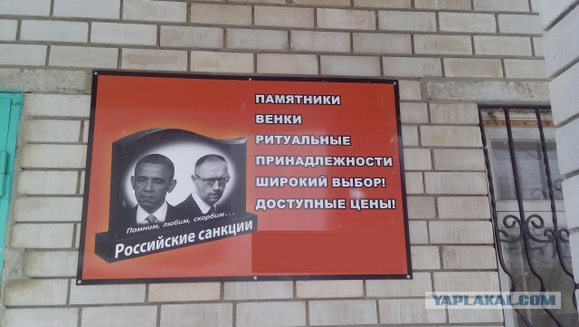 ПАМЯТНИКИ
ВЕНКИ
РИТУАЛЬНЫЕ
ПРИНАДЛЕЖНОСТИ
ШИРОКИЙ ВЫБОР!
ДОСТУПНЫЕ ЦЕНЫ!
Помним, любим, скорбим...
Российские санкции
YAPLAKAL.COM